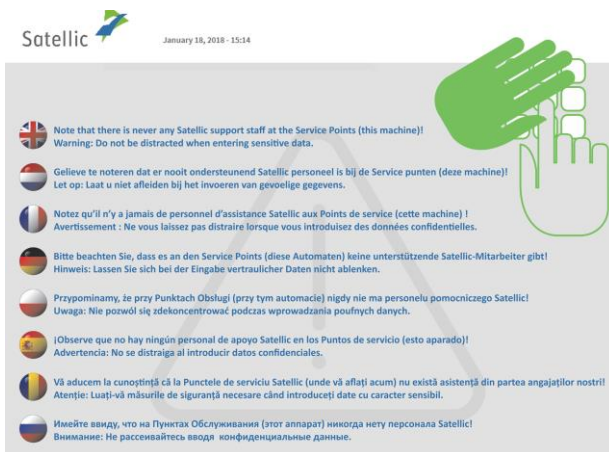 Satellic
January 18, 2018 - 15:14
Note that there is never any Satellic support staff at the Service Points (this machine)!
Warning: Do not be distracted when entering sensitive data.
Gelieve te noteren dat er nooit ondersteunend Satellic personeel is bij de Service punten (deze machine)!
Let op: Laat u niet afleiden bij het invoeren van gevoelige gegevens.
Notez qu'il n'y a jamais de personnel d'assistance Satellic aux Points de service (cette machine) !
Avertissement : Ne vous laissez pas distraire lorsque vous introduisez des données confidentielles.
Bitte beachten Sie, dass es an den Service Points (diese Automaten) keine unterstützende Satellic-Mitarbeiter gibt!
Hinweis: Lassen Sie sich bei der Eingabe vertraulicher Daten nicht ablenken.
Przypominamy, że przy Punktach Obsługi (przy tym automacie) nigdy nie ma personelu pomocniczego Satellic!
Uwaga: Nie pozwól się zdekoncentrować podczas wprowadzania poufnych danych.
¡Observe que no hay ningún personal de apoyo Satellic en los Puntos de servicio (esto aparado)!
Advertencia: No se distraiga al introducir datos confidenciales.
Vă aducem la cunoștință că la Punctele de serviciu Satellic (unde vă aflați acum) nu există asistență din partea angajaților nostri!
Atenție: Luați-vă măsurile de siguranță necesare când introduceți date cu caracter sensibil.
Имейте ввиду, что на Пунктах Обслуживания (этот аппарат) никогда нету персонала Satellic!
Внимание: Не рассеивайтесь вводя конфиденциальные данные.